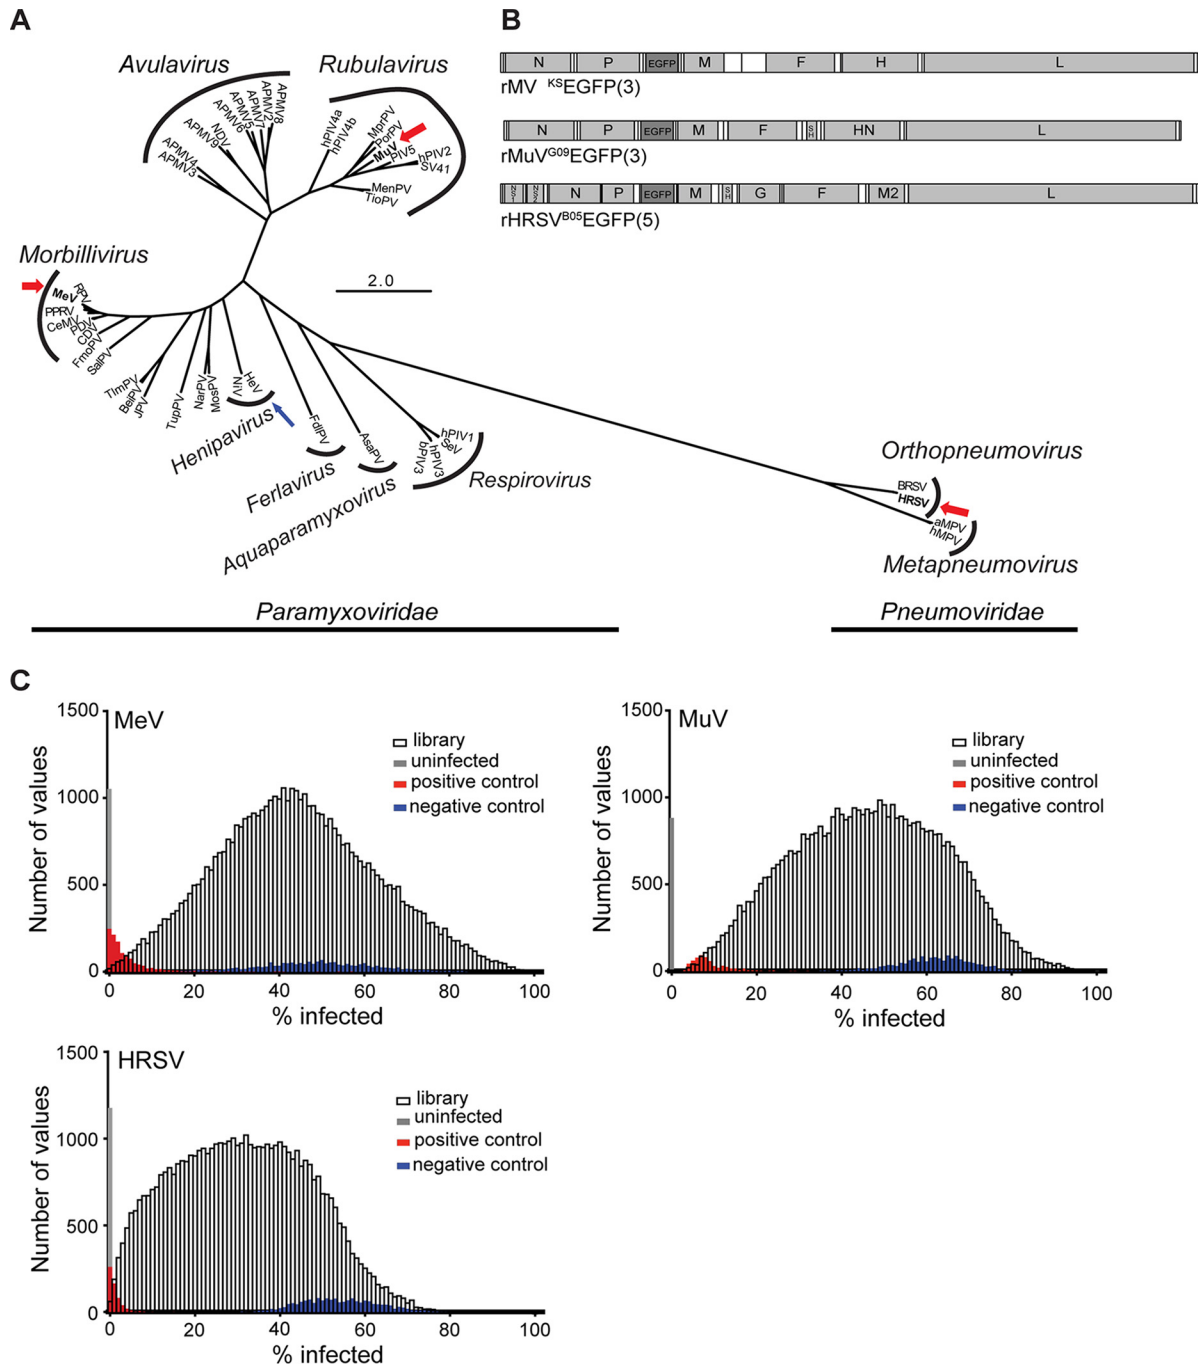 A
Avulavirus
Rubulavirus
APMV8
APMV2
APMV7
APMV5
APMV6
NDV
APMV9
APMV4
APMV3
hPIV4a
hPIV4b
MprPV
PorPV
MuV
PIV5
hPIV2
SV41
MenPV
TioPV
Morbillivirus
RPV
MeV
PPRV
CeMV
PDV
CDV
FmoPV
SalPV
TlmPV
BeiPV
JPV
TupPV
NarPV
MosPV
NiV
HeV
Henipavirus
FdlPV
Ferlavirus
AsaPV
Aquaparamyxovirus
hPIV1
SeV
hPIV3
bPIV3
Respirovirus
2.0
Orthopneumovirus
BRSV
HRSV
aMPV
hMPV
Metapneumovirus
Paramyxoviridae
Pneumoviridae
B
N P EGFP M F H L
rMV KSEGFP(3)
N P EGFP M F SH HN L
rMuVG09EGFP(3)
NS1 NS2 N P EGFP M SH G F M2 L
rHRSVB05EGFP(5)
C
MeV
1500
1000
500
0
Number of values
library
uninfected
positive control
negative control
0 20 40 60 80 100
% infected
MuV
1500
1000
500
0
Number of values
library
uninfected
positive control
negative control
0 20 40 60 80 100
% infected
HRSV
1500
1000
500
0
Number of values
library
uninfected
positive control
negative control
0 20 40 60 80 100
% infected